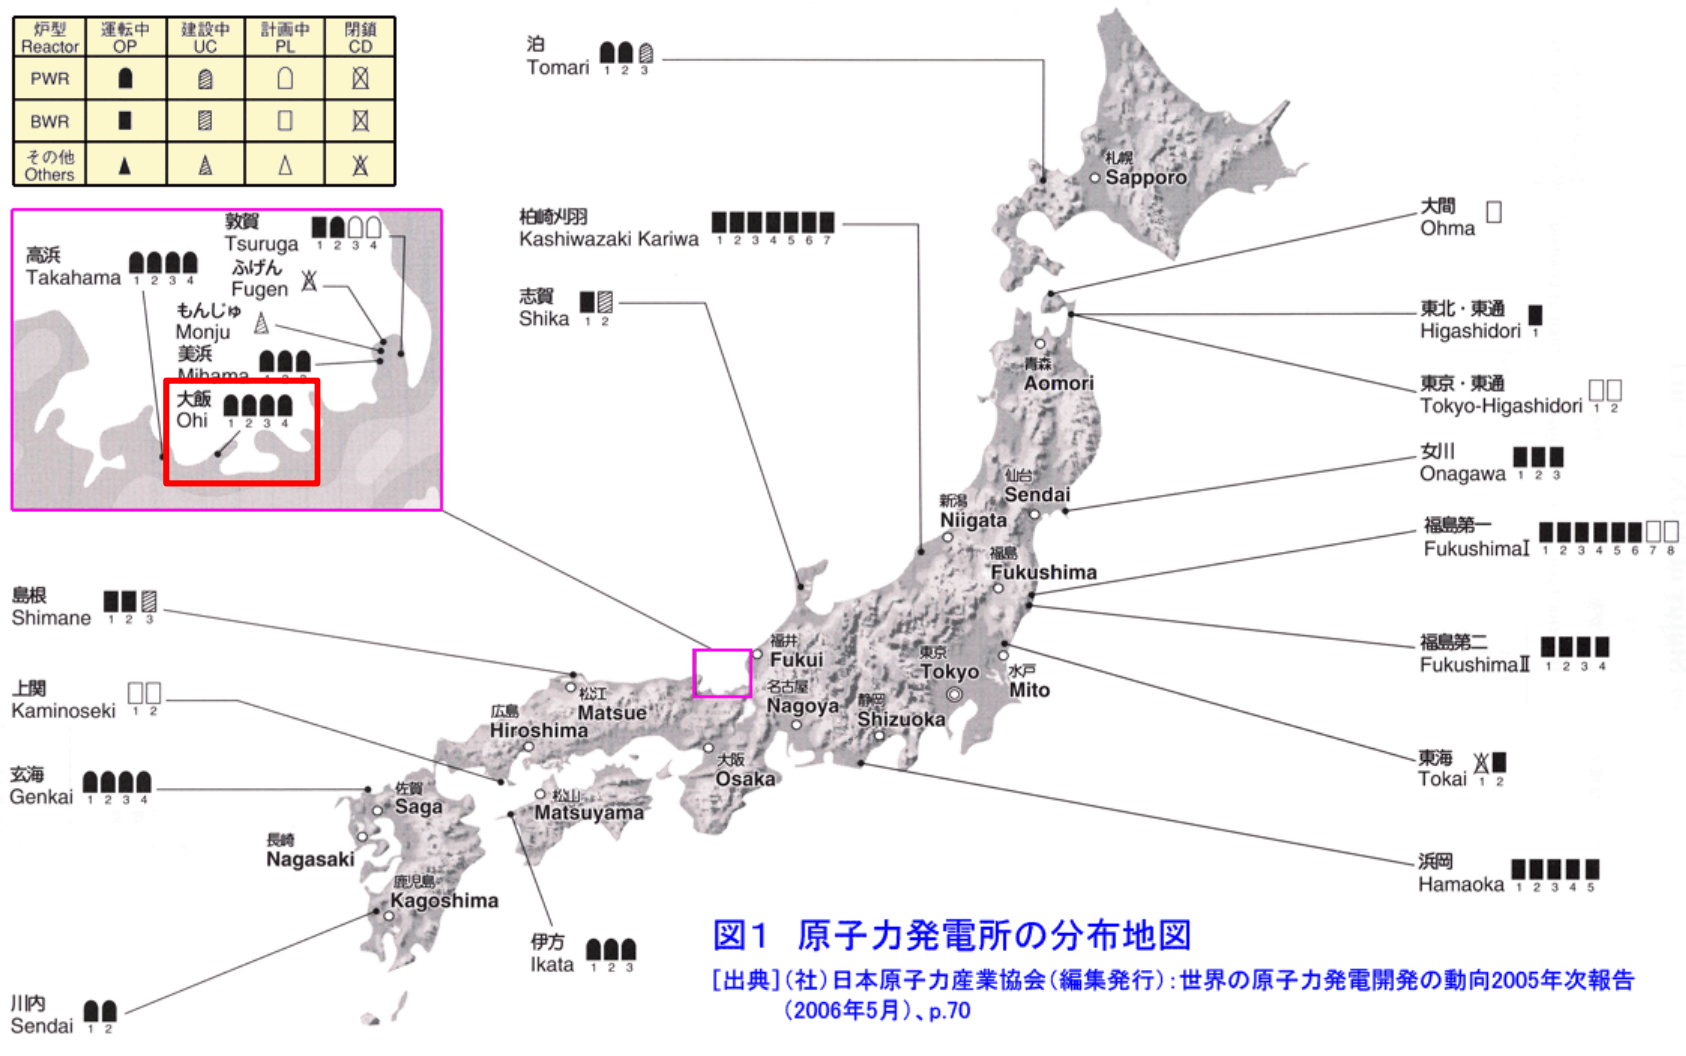 炉型 運転中 建設中 計画中 閉鎖
Reactor OP UC PL CD
PWR
BWR
その他
Others
敦賀
Tsuruga 1 2 3 4
高浜
Takahama 1 2 3 4
ふげん
Fugen
もんじゅ
Monju
美浜
Mihama 1 2 3
大飯
Ohi 1 2 3 4
泊
Tomari 1 2 3
柏崎刈羽
Kashiwazaki Kariwa 1 2 3 4 5 6 7
志賀
Shika 1 2
札幌
Sapporo
大間
Ohma
東北・東通
Higashidori 1
東京・東通
Tokyo-Higashidori 1 2
青森
Aomori
女川
Onagawa 1 2 3
仙台
Sendai
新潟
Niigata
福島第一
FukushimaⅠ 1 2 3 4 5 6 7 8
福島
Fukushima
福島第二
FukushimaⅡ 1 2 3 4
島根
Shimane 1 2 3
福井
Fukui
東京
Tokyo
水戸
Mito
上関
Kaminoseki 1 2
松江
Matsue
名古屋
Nagoya
静岡
Shizuoka
広島
Hiroshima
大阪
Osaka
東海
Tokai 1 2
玄海
Genkai 1 2 3 4
佐賀
Saga
松山
Matsuyama
長崎
Nagasaki
浜岡
Hamaoka 1 2 3 4 5
鹿児島
Kagoshima
伊方
Ikata 1 2 3
川内
Sendai 1 2
図1 原子力発電所の分布地図
[出典](社)日本原子力産業協会(編集発行):世界の原子力発電開発の動向2005年次報告
(2006年5月)、p.70